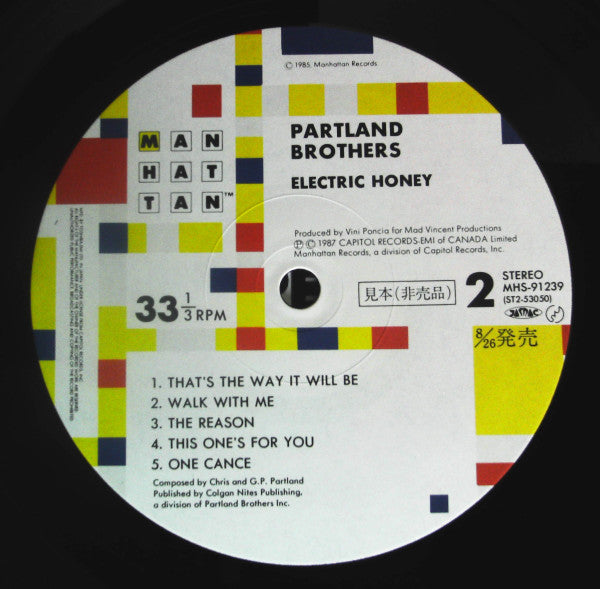 © 1985, Manhattan Records
MAN
HAT
TAN™
PARTLAND
BROTHERS
ELECTRIC HONEY
Produced by Vini Poncia for Mad Vincent Productions
Ⓟ © 1987 CAPITOL RECORDS-EMI of CANADA Limited
Manhattan Records, a division of Capitol Records, Inc.
33 1/3 RPM
見本(非売品)
2
STEREO
MHS-91239
(ST2-53050)
8/26発売
1. THAT'S THE WAY IT WILL BE
2. WALK WITH ME
3. THE REASON
4. THIS ONE'S FOR YOU
5. ONE CANCE
Composed by Chris and G.P. Partland
Published by Colgan Nites Publishing,
a division of Partland Brothers Inc.